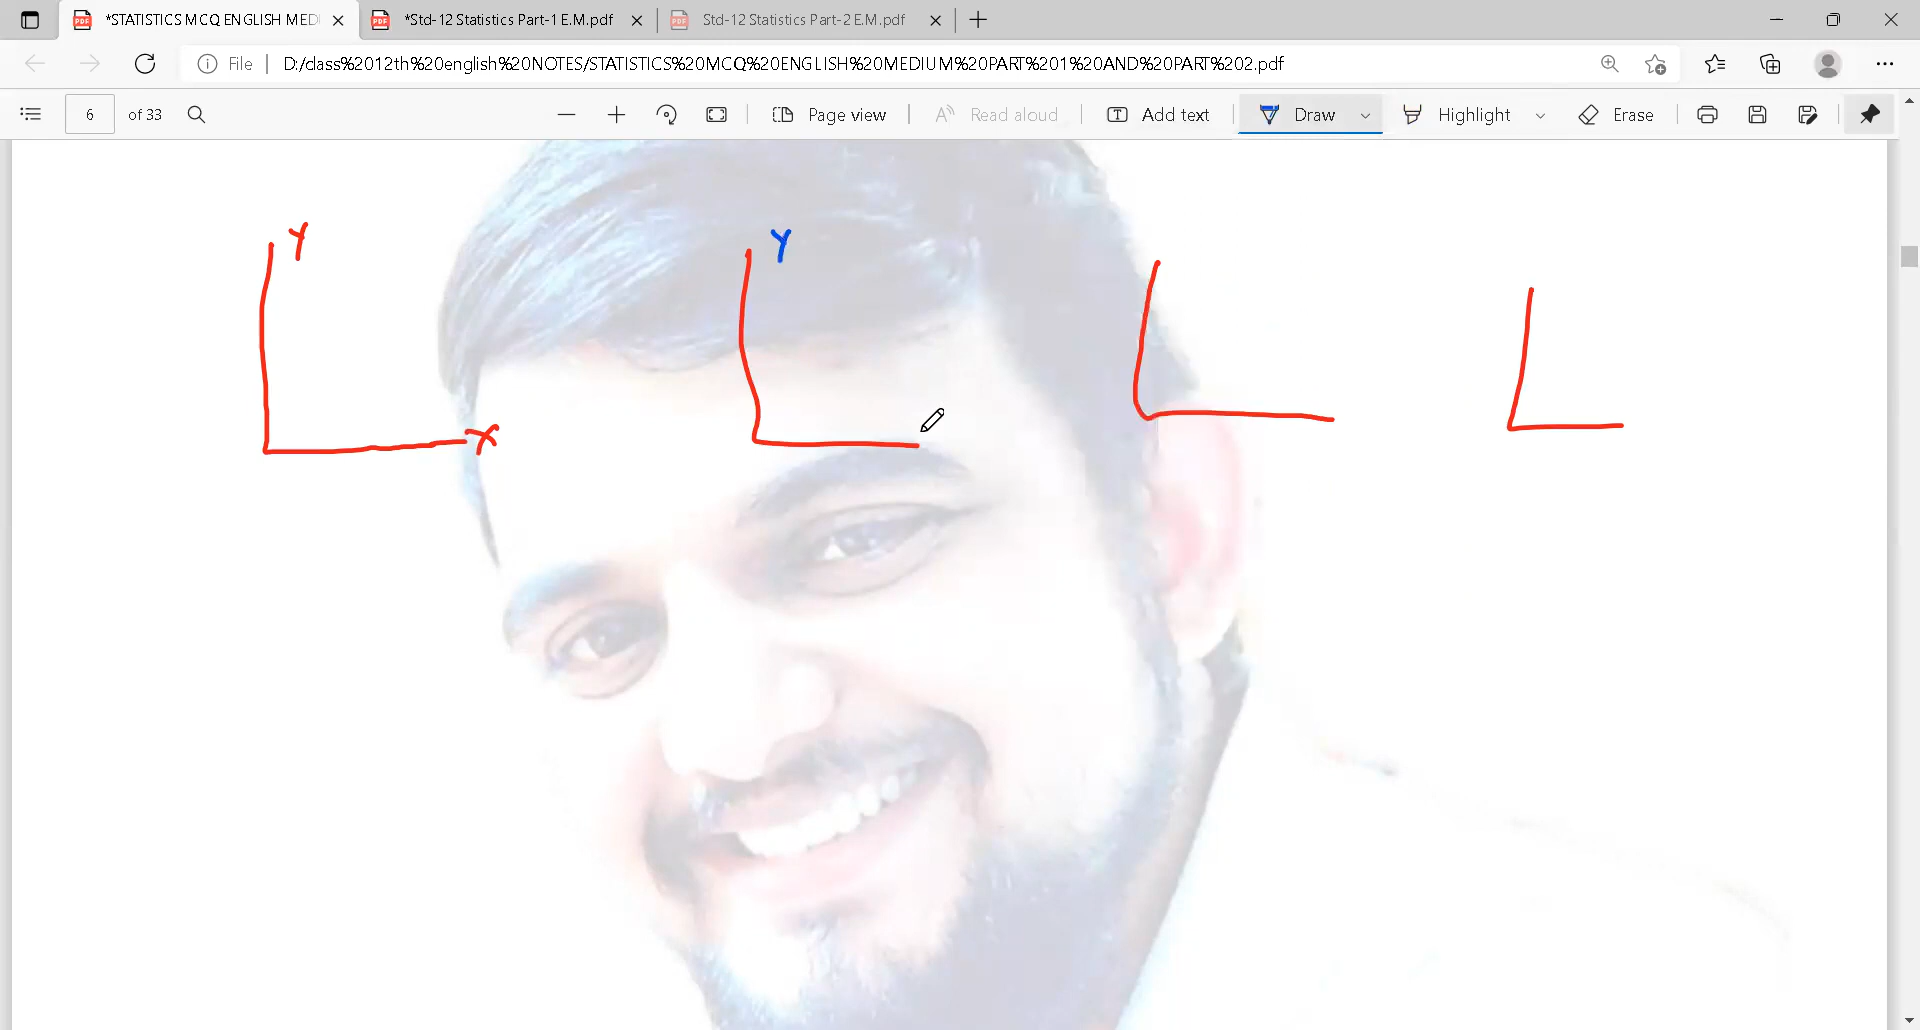 *STATISTICS MCQ ENGLISH MED
*Std-12 Statistics Part-1 E.M.pdf
Std-12 Statistics Part-2 E.M.pdf
File
D:/class%2012th%20english%20NOTES/STATISTICS%20MCQ%20ENGLISH%20MEDIUM%20PART%201%20AND%20PART%202.pdf
6 of 33
Page view
Read aloud
Add text
Draw
Highlight
Erase
Y
Y
X